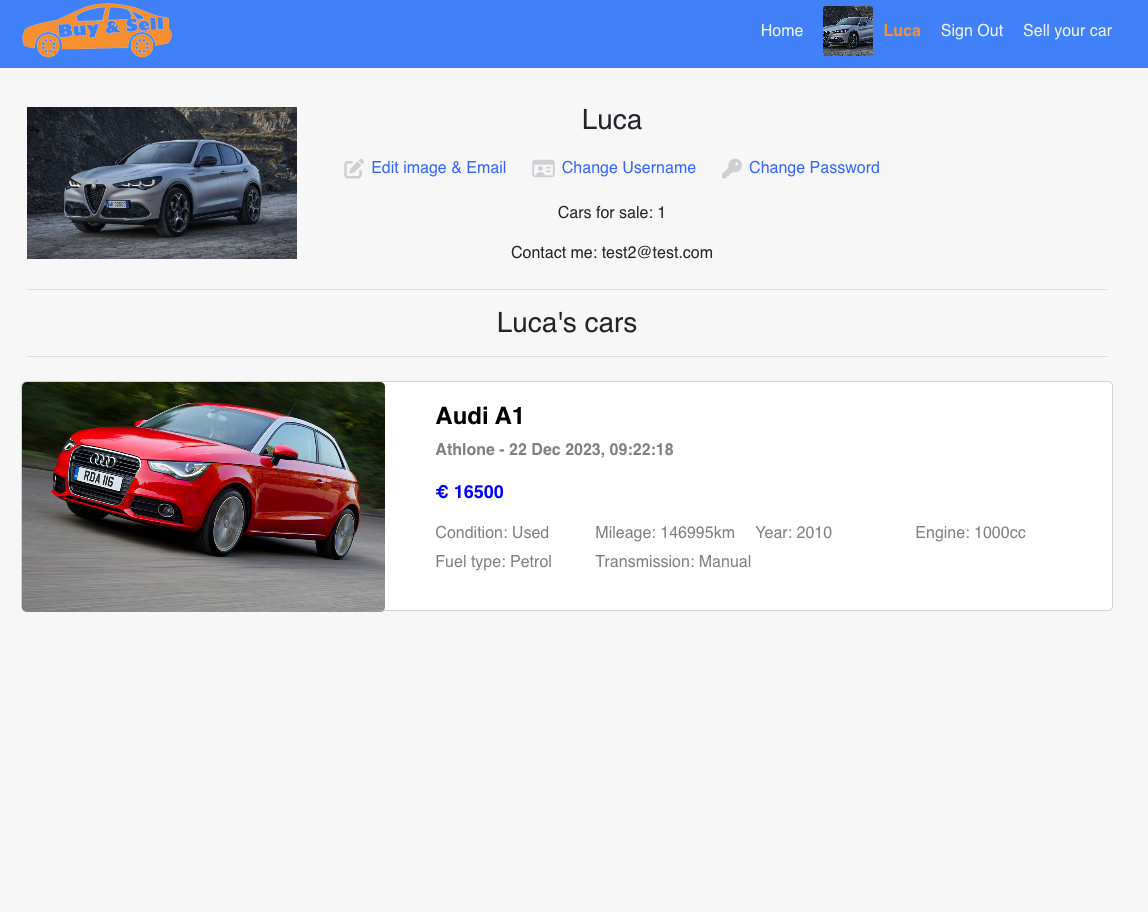 Buy & Sell
Home Luca Sign Out Sell your car
Luca
Edit image & Email Change Username Change Password
Cars for sale: 1
Contact me: test2@test.com
Luca's cars
Audi A1
Athlone - 22 Dec 2023, 09:22:18
€ 16500
Condition: Used Mileage: 146995km Year: 2010 Engine: 1000cc
Fuel type: Petrol Transmission: Manual
RDA 116